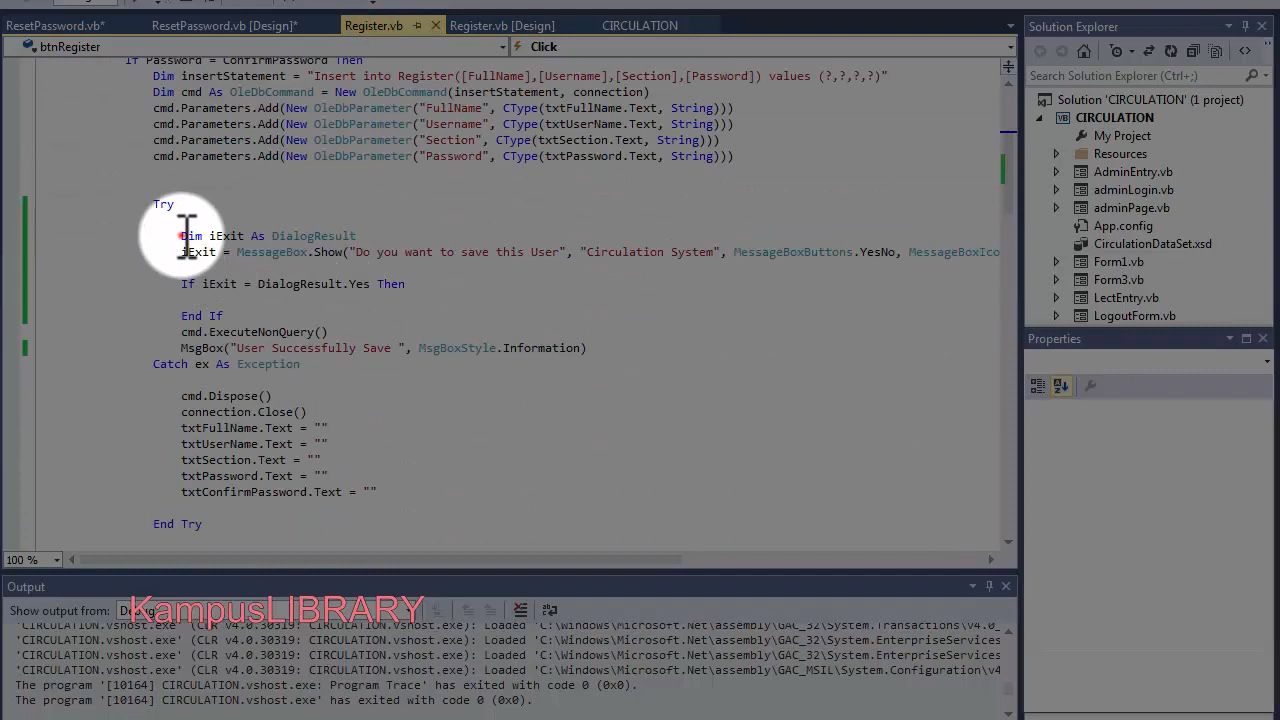 ResetPassword.vb*
ResetPassword.vb [Design]*
Register.vb
Register.vb [Design]
CIRCULATION
btnRegister
Click
If Password = ConfirmPassword Then
Dim insertStatement = "Insert into Register([FullName],[Username],[Section],[Password]) values (?,?,?,?)"
Dim cmd As OleDbCommand = New OleDbCommand(insertStatement, connection)
cmd.Parameters.Add(New OleDbParameter("FullName", CType(txtFullName.Text, String)))
cmd.Parameters.Add(New OleDbParameter("Username", CType(txtUserName.Text, String)))
cmd.Parameters.Add(New OleDbParameter("Section", CType(txtSection.Text, String)))
cmd.Parameters.Add(New OleDbParameter("Password", CType(txtPassword.Text, String)))
Try
Dim iExit As DialogResult
iExit = MessageBox.Show("Do you want to save this User", "Circulation System", MessageBoxButtons.YesNo, MessageBoxIco
If iExit = DialogResult.Yes Then
End If
cmd.ExecuteNonQuery()
MsgBox("User Successfully Save ", MsgBoxStyle.Information)
Catch ex As Exception
cmd.Dispose()
connection.Close()
txtFullName.Text = ""
txtUserName.Text = ""
txtSection.Text = ""
txtPassword.Text = ""
txtConfirmPassword.Text = ""
End Try
100 %
Solution Explorer
Search Solution Explorer (Ctrl+;)
Solution 'CIRCULATION' (1 project)
CIRCULATION
My Project
Resources
AdminEntry.vb
adminLogin.vb
adminPage.vb
App.config
CirculationDataSet.xsd
Form1.vb
Form3.vb
LectEntry.vb
LogoutForm.vb
Properties
Output
Show output from:
KampusLIBRARY
'CIRCULATION.vshost.exe' (CLR v4.0.30319: CIRCULATION.vshost.exe): Loaded 'C:\Windows\Microsoft.Net\assembly\GAC_32\System.Transactions\v4.0_
'CIRCULATION.vshost.exe' (CLR v4.0.30319: CIRCULATION.vshost.exe): Loaded 'C:\Windows\Microsoft.Net\assembly\GAC_32\System.EnterpriseServices
'CIRCULATION.vshost.exe' (CLR v4.0.30319: CIRCULATION.vshost.exe): Loaded 'C:\Windows\Microsoft.Net\assembly\GAC_32\System.EnterpriseServices
'CIRCULATION.vshost.exe' (CLR v4.0.30319: CIRCULATION.vshost.exe): Loaded 'C:\Windows\Microsoft.Net\assembly\GAC_MSIL\System.Configuration\v4
The program '[10164] CIRCULATION.vshost.exe: Program Trace' has exited with code 0 (0x0).
The program '[10164] CIRCULATION.vshost.exe' has exited with code 0 (0x0).